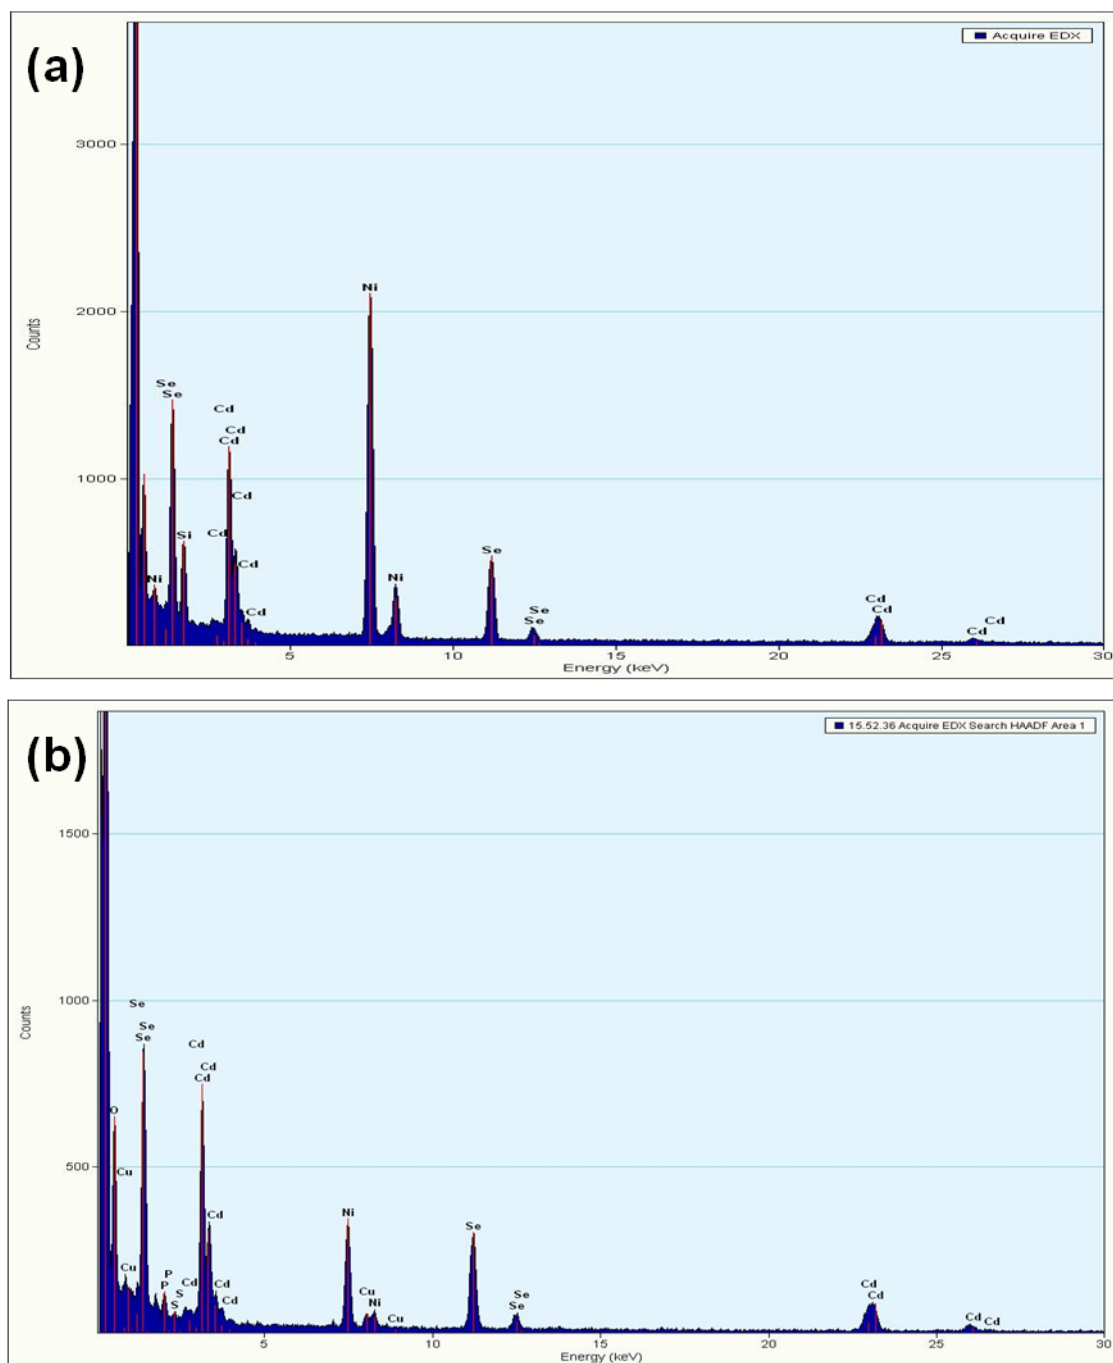 (a)
Acquire EDX
3000
2000
1000
Counts
Ni
Se
Se
Cd
Cd
Cd
Cd
Cd
Si
Cd
Ni
Cd
Ni
Se
Se
Se
Cd
Cd
Cd
Cd
5
10
15
20
25
30
Energy (keV)
(b)
15.52.36 Acquire EDX Search HAADF Area 1
1500
1000
500
Counts
Se
Se
Se
Cd
Cd
Cd
O
Cu
Cd
Ni
Se
Cu
P
P
S
S
Cd
Cd
Cd
Cu
Ni
Cu
Se
Se
Cd
Cd
Cd
Cd
5
10
15
20
25
30
Energy (keV)